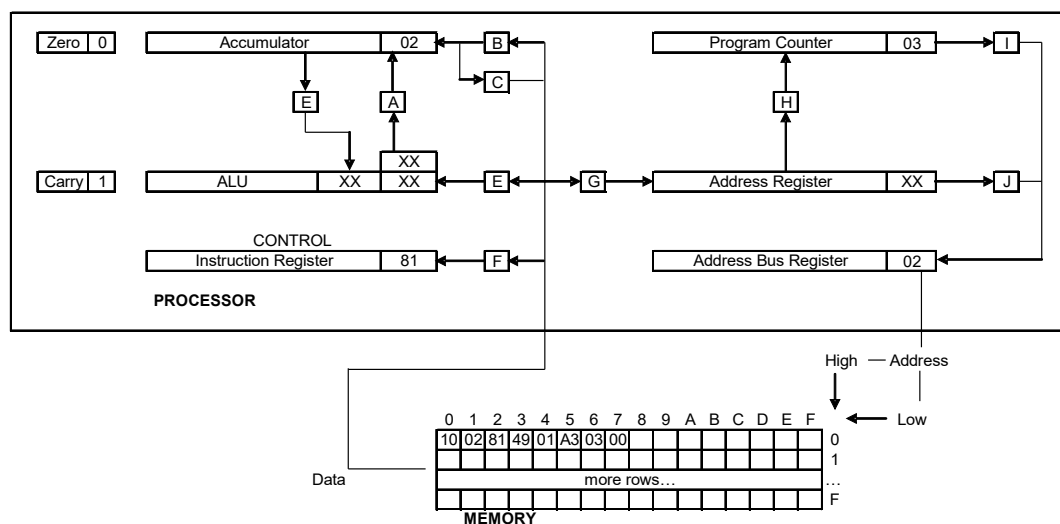 Zero 0 Accumulator 02 B Program Counter 03 I
C
E A H
XX
Carry 1 ALU XX XX E G Address Register XX J
CONTROL
Instruction Register 81 F Address Bus Register 02
PROCESSOR
High Address
0 1 2 3 4 5 6 7 8 9 A B C D E F Low
10 02 81 49 01 A3 03 00 0
1
Data more rows... ...
F
MEMORY